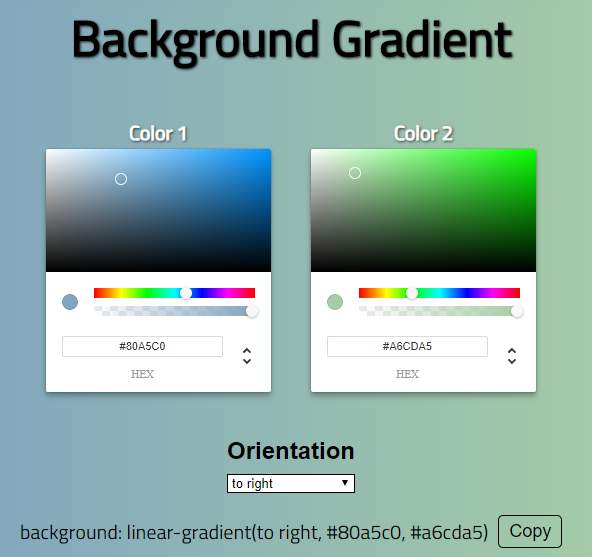 Background Gradient
Color 1
Color 2
#80A5C0
HEX
#A6CDA5
HEX
Orientation
to right
background: linear-gradient(to right, #80a5c0, #a6cda5)
Copy